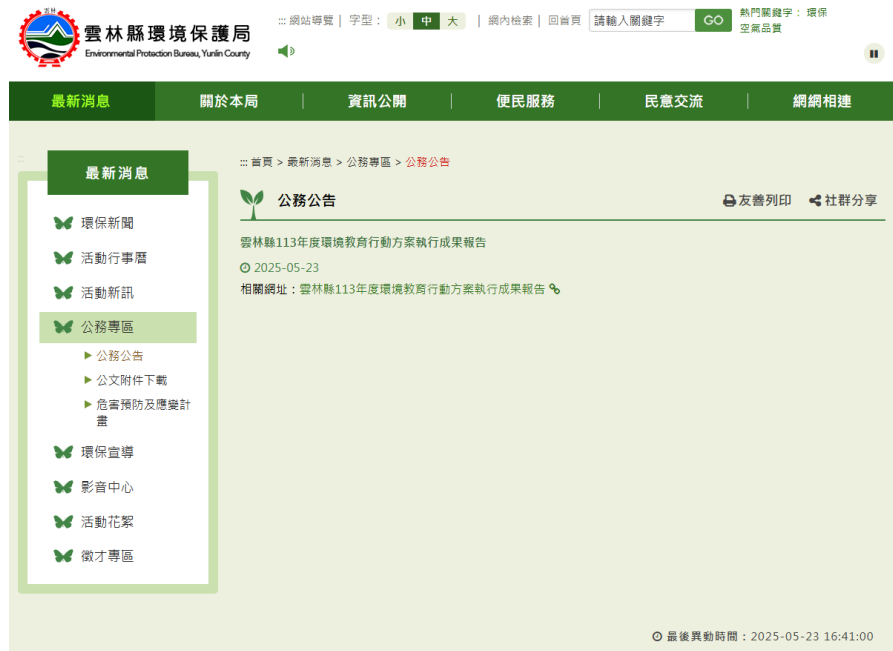 雲林
雲林縣環境保護局
Environmental Protection Bureau, Yunlin County
::: 網站導覽 | 字型： 小 中 大 | 網內檢索 | 回首頁 請輸入關鍵字 GO 熱門關鍵字： 環保
空氣品質
最新消息 關於本局 資訊公開 便民服務 民意交流 網網相連
:::
最新消息
環保新聞
活動行事曆
活動新訊
公務專區
公務公告
公文附件下載
危害預防及應變計
畫
環保宣導
影音中心
活動花絮
徵才專區
::: 首頁 > 最新消息 > 公務專區 > 公務公告
公務公告 友善列印 社群分享
雲林縣113年度環境教育行動方案執行成果報告
2025-05-23
相關網址：雲林縣113年度環境教育行動方案執行成果報告
最後異動時間：2025-05-23 16:41:00